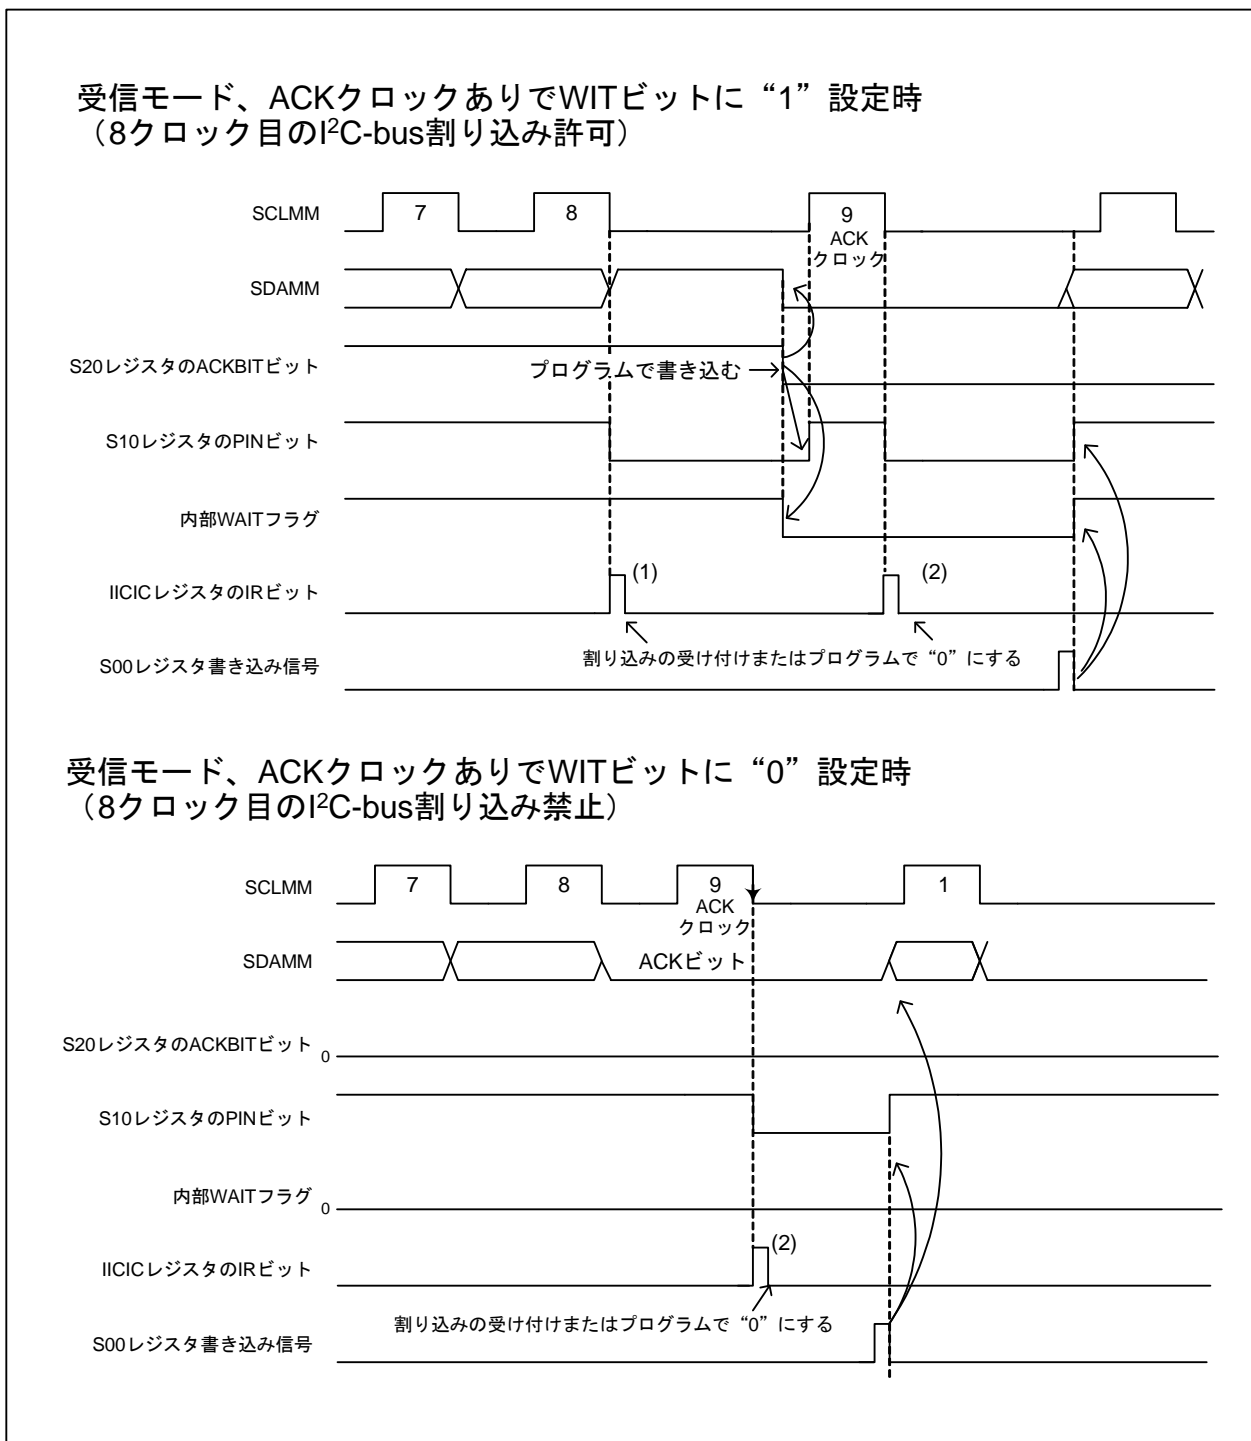 受信モード、ACKクロックありでWITビットに“1”設定時
（8クロック目のI²C-bus割り込み許可）
SCLMM
7
8
9
ACK
クロック
SDAMM
S20レジスタのACKBITビット
プログラムで書き込む
S10レジスタのPINビット
内部WAITフラグ
IICICレジスタのIRビット
(1)
(2)
割り込みの受け付けまたはプログラムで“0”にする
S00レジスタ書き込み信号
受信モード、ACKクロックありでWITビットに“0”設定時
（8クロック目のI²C-bus割り込み禁止）
SCLMM
7
8
9
ACK
クロック
1
SDAMM
ACKビット
S20レジスタのACKBITビット
0
S10レジスタのPINビット
内部WAITフラグ
0
IICICレジスタのIRビット
(2)
割り込みの受け付けまたはプログラムで“0”にする
S00レジスタ書き込み信号